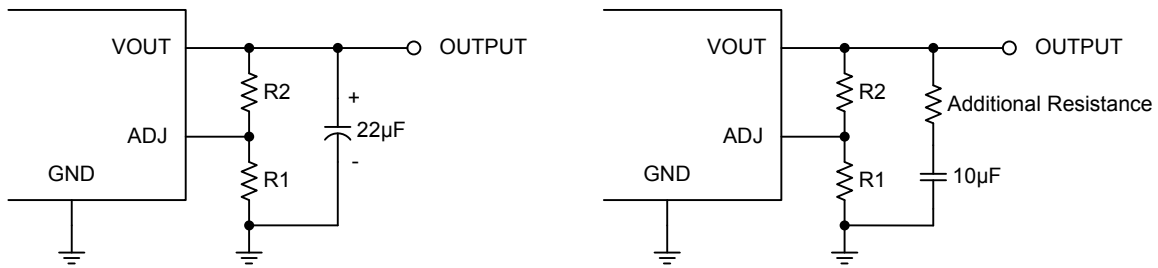 VOUT
OUTPUT
R2
+
22µF
-
ADJ
R1
GND
VOUT
OUTPUT
R2
Additional Resistance
ADJ
R1
10µF
GND